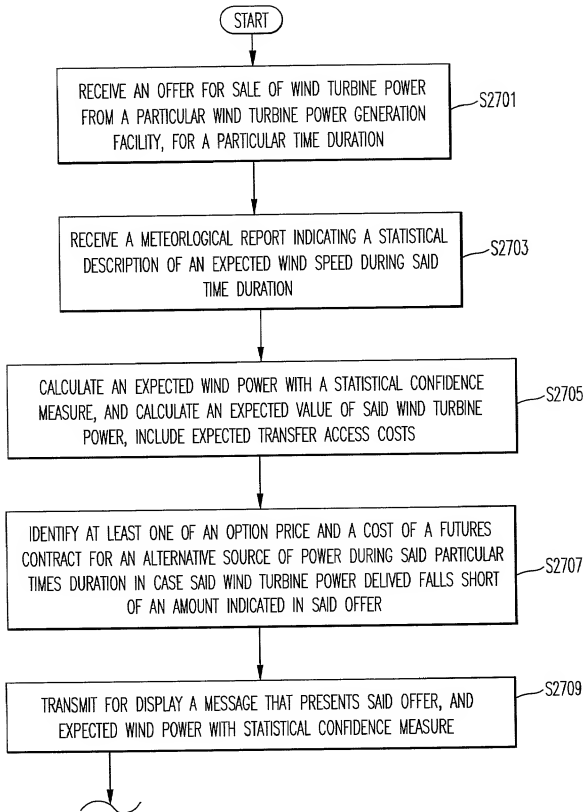 START
RECEIVE AN OFFER FOR SALE OF WIND TURBINE POWER
FROM A PARTICULAR WIND TURBINE POWER GENERATION
FACILITY, FOR A PARTICULAR TIME DURATION
S2701
RECEIVE A METEORLOGICAL REPORT INDICATING A STATISTICAL
DESCRIPTION OF AN EXPECTED WIND SPEED DURING SAID
TIME DURATION
S2703
CALCULATE AN EXPECTED WIND POWER WITH A STATISTICAL CONFIDENCE
MEASURE, AND CALCULATE AN EXPECTED VALUE OF SAID WIND TURBINE
POWER, INCLUDE EXPECTED TRANSFER ACCESS COSTS
S2705
IDENTIFY AT LEAST ONE OF AN OPTION PRICE AND A COST OF A FUTURES
CONTRACT FOR AN ALTERNATIVE SOURCE OF POWER DURING SAID PARTICULAR
TIMES DURATION IN CASE SAID WIND TURBINE POWER DELIVED FALLS SHORT
OF AN AMOUNT INDICATED IN SAID OFFER
S2707
TRANSMIT FOR DISPLAY A MESSAGE THAT PRESENTS SAID OFFER, AND
EXPECTED WIND POWER WITH STATISTICAL CONFIDENCE MEASURE
S2709